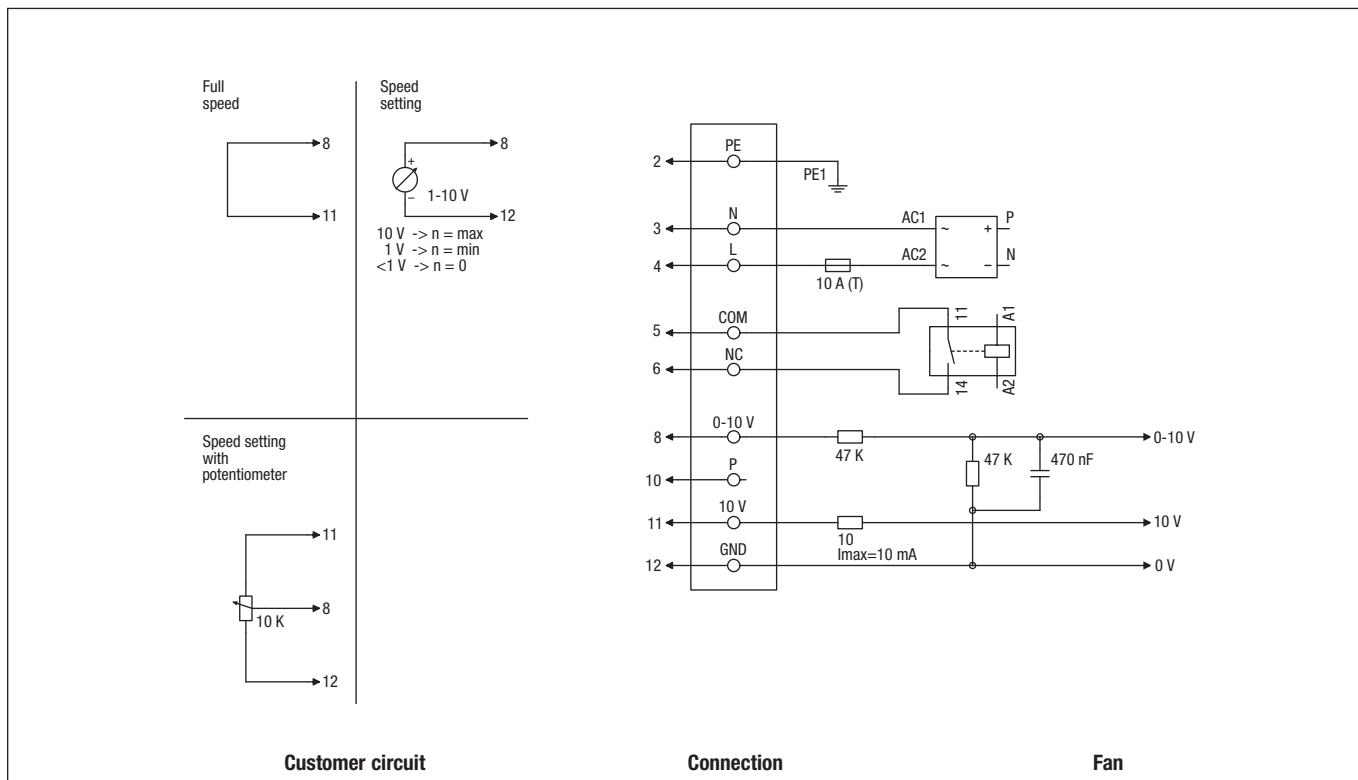 Full
speed
8
11
Speed
setting
8
+
1-10 V
–
12
10 V -> n = max
1 V -> n = min
<1 V -> n = 0
Speed setting
with
potentiometer
11
8
10 K
12
2
PE
PE1
3
N
AC1
~
+
P
4
L
10 A (T)
AC2
~
–
N
5
COM
11
A1
6
NC
14
A2
8
0-10 V
47 K
47 K
470 nF
0-10 V
10
P
11
10 V
10
Imax=10 mA
10 V
12
GND
0 V
Customer circuit
Connection
Fan